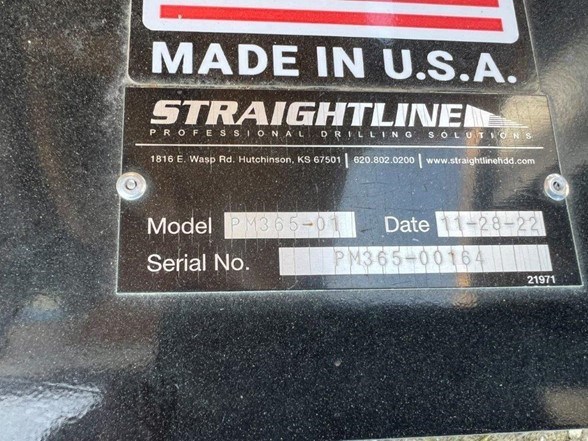 MADE IN U.S.A.
STRAIGHTLINE
PROFESSIONAL DRILLING SOLUTIONS
1816 E. Wasp Rd. Hutchinson, KS 67501 | 620.802.0200 | www.straightlinehdd.com
Model PM365-01 Date 11-28-22
Serial No. PM365-00164
21971